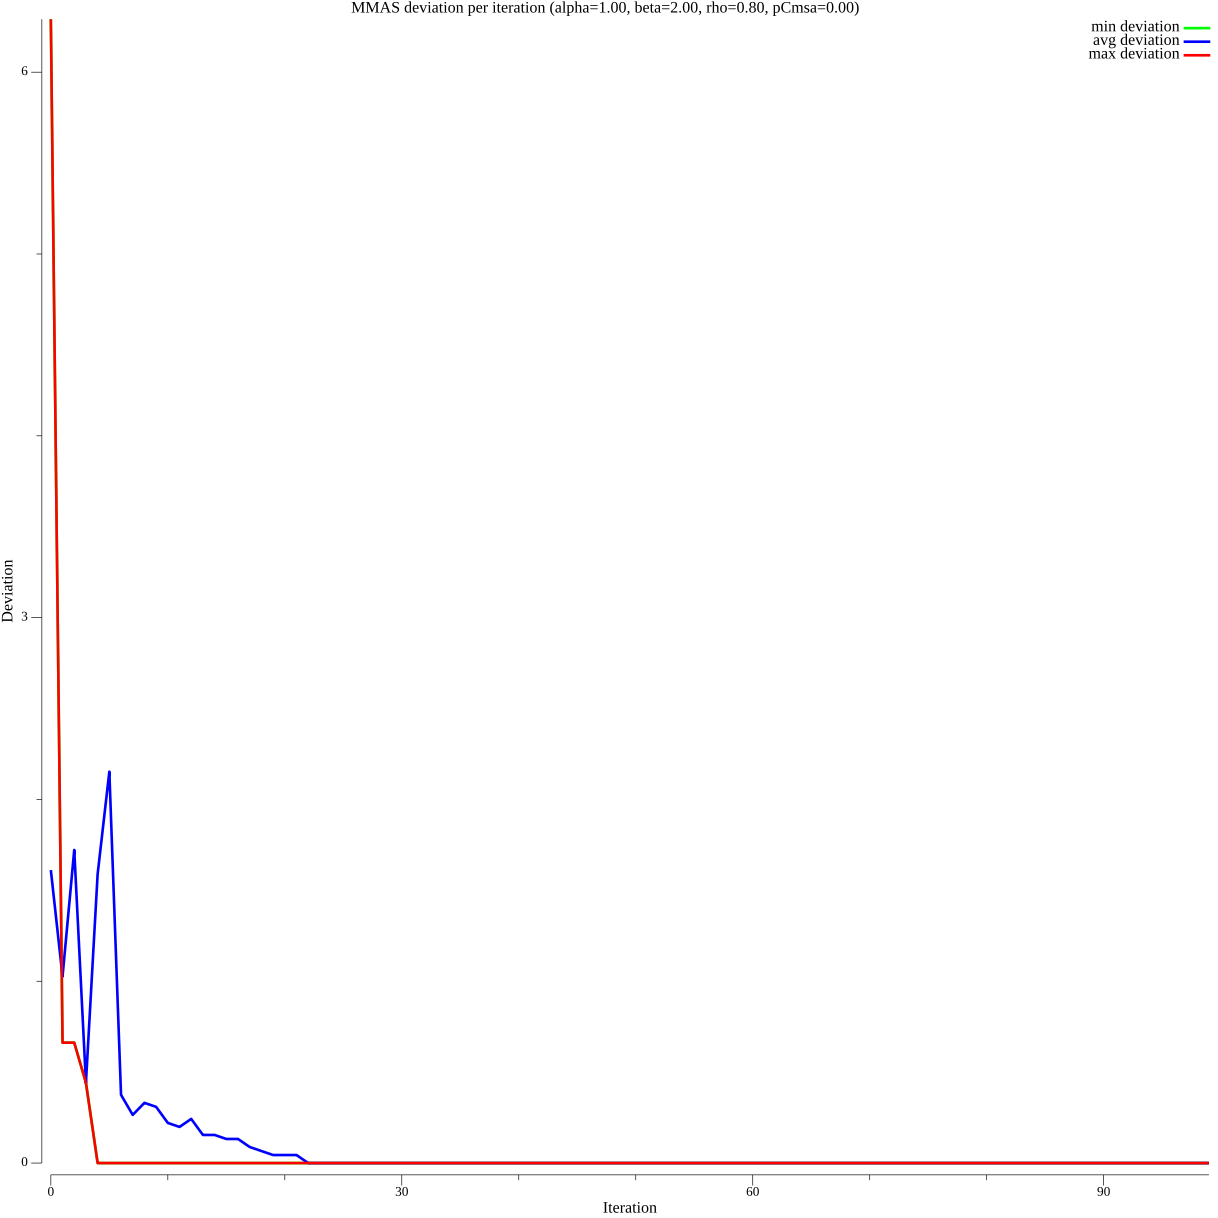 MMAS deviation per iteration (alpha=1.00, beta=2.00, rho=0.80, pCmsa=0.00)
min deviation
avg deviation
max deviation
6
3
0
Deviation
0 30 60 90
Iteration